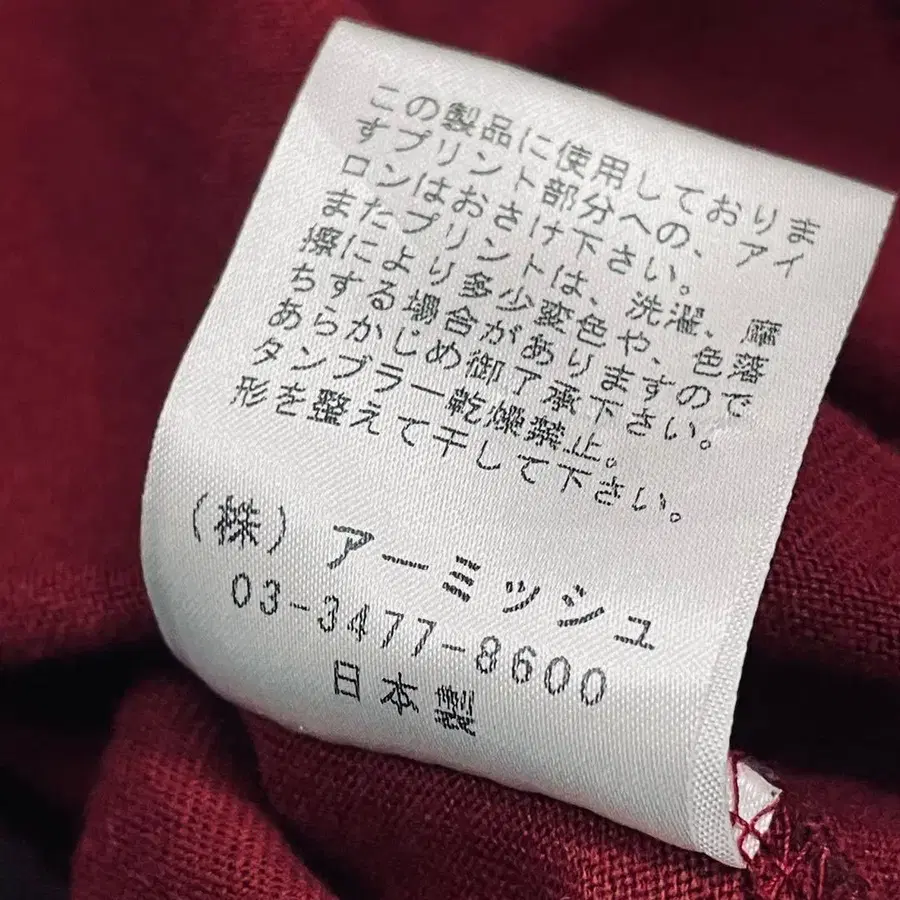 この製品に使用しておりま
すプリント部分への、アイ
ロンはおさけ下さい。
またプリントは、洗濯、摩
擦により多少変色や、色落
ちする場合がありますので
あらかじめ御了承下さい。
タンブラー乾燥禁止。
形を整えて干して下さい。
(株) アーミッシュ
03-3477-8600
日本製